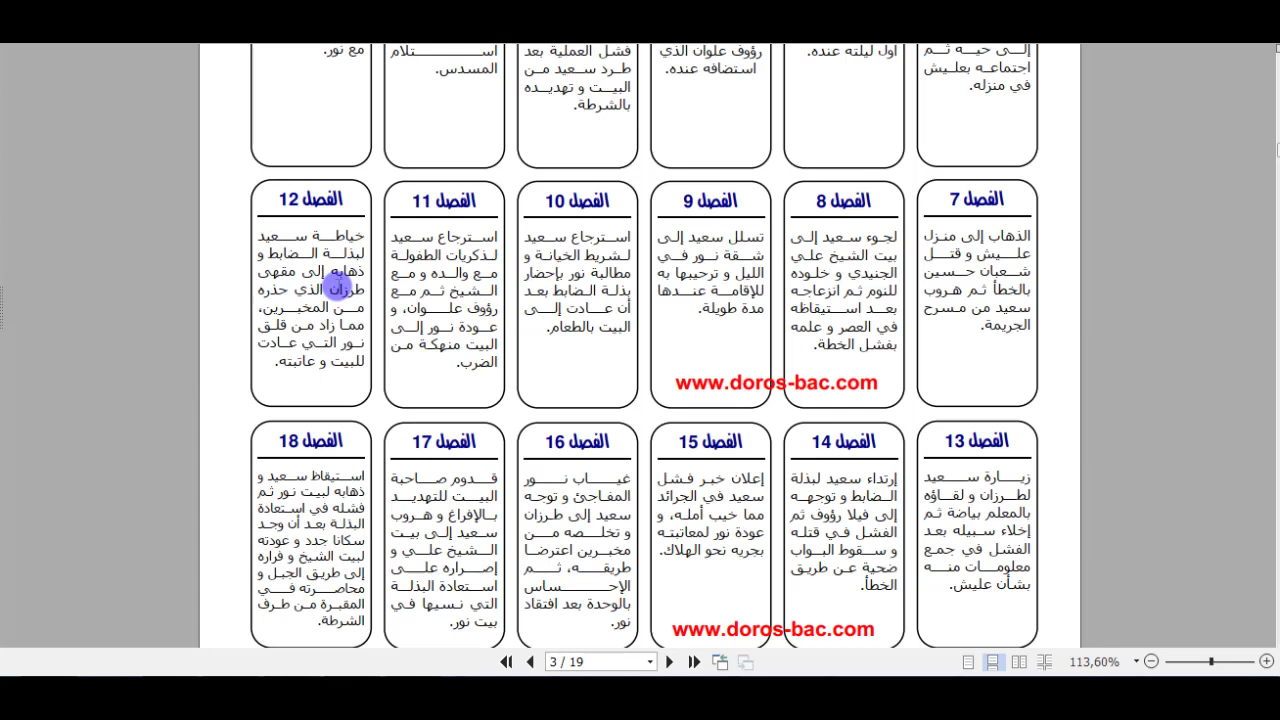 إلى حيه ثم
اجتماعه بعليش
في منزله.
أول ليلته عنده.
رؤوف علوان الذي
استضافه عنده.
فشل العملية بعد
طرد سعيد من
البيت و تهديده
بالشرطة.
استلام
المسدس.
مع نور.
الفصل 7
الذهاب إلى منزل
عليش و قتل
شعبان حسين
بالخطأ ثم هروب
سعيد من مسرح
الجريمة.
الفصل 8
لجوء سعيد إلى
بيت الشيخ علي
الجنيدي و خلوده
للنوم ثم انزعاجه
بعد استيقاظه
في العصر و علمه
بفشل الخطة.
الفصل 9
تسلل سعيد إلى
شقة نور في
الليل و ترحيبها به
للإقامة عندها
مدة طويلة.
www.doros-bac.com
الفصل 10
استرجاع سعيد
لشريط الخيانة و
مطالبة نور بإحضار
بذلة الضابط بعد
أن عادت إلى
البيت بالطعام.
الفصل 11
استرجاع سعيد
لذكريات الطفولة
مع والده و مع
الشيخ ثم مع
رؤوف علوان، و
عودة نور إلى
البيت منهكة من
الضرب.
الفصل 12
خياطة سعيد
لبذلة الضابط و
ذهابه إلى مقهى
طرزان الذي حذره
من المخبرين،
مما زاد من قلق
نور التي عادت
للبيت و عاتبته.
الفصل 13
زيارة سعيد
لطرزان و لقاؤه
بالمعلم بياضة ثم
إخلاء سبيله بعد
الفشل في جمع
معلومات منه
بشأن عليش.
الفصل 14
إرتداء سعيد لبذلة
الضابط و توجهه
إلى فيلا رؤوف ثم
الفشل في قتله
و سقوط البواب
ضحية عن طريق
الخطأ.
الفصل 15
إعلان خبر فشل
سعيد في الجرائد
مما خيب أمله، و
عودة نور لمعاتبته
بجريه نحو الهلاك.
www.doros-bac.com
الفصل 16
غياب نور
المفاجئ و توجه
سعيد إلى طرزان
و تخلصه من
مخبرين اعترضا
طريقه، ثم
الإحساس
بالوحدة بعد افتقاد
نور.
الفصل 17
قدوم صاحبة
البيت للتهديد
بالإفراغ و هروب
سعيد إلى بيت
الشيخ علي و
إصراره على
استعادة البذلة
التي نسيها في
بيت نور.
الفصل 18
استيقاظ سعيد و
ذهابه لبيت نور ثم
فشله في استعادة
البذلة بعد أن وجد
سكانا جدد و عودته
لبيت الشيخ و فراره
إلى طريق الجبل و
محاصرته في
المقبرة من طرف
الشرطة.
3 / 19
113,60%